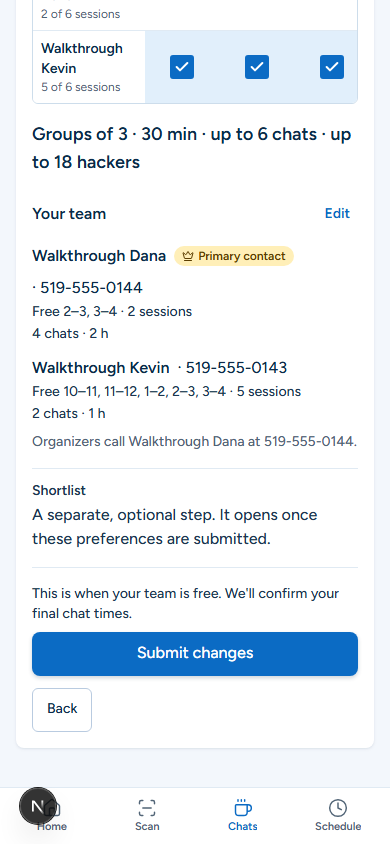 2 of 6 sessions
Walkthrough
Kevin
5 of 6 sessions
Groups of 3 · 30 min · up to 6 chats · up
to 18 hackers
Your team
Edit
Walkthrough Dana Primary contact
· 519-555-0144
Free 2–3, 3–4 · 2 sessions
4 chats · 2 h
Walkthrough Kevin · 519-555-0143
Free 10–11, 11–12, 1–2, 2–3, 3–4 · 5 sessions
2 chats · 1 h
Organizers call Walkthrough Dana at 519-555-0144.
Shortlist
A separate, optional step. It opens once
these preferences are submitted.
This is when your team is free. We'll confirm your
final chat times.
Submit changes
Back
N
Home Scan Chats Schedule